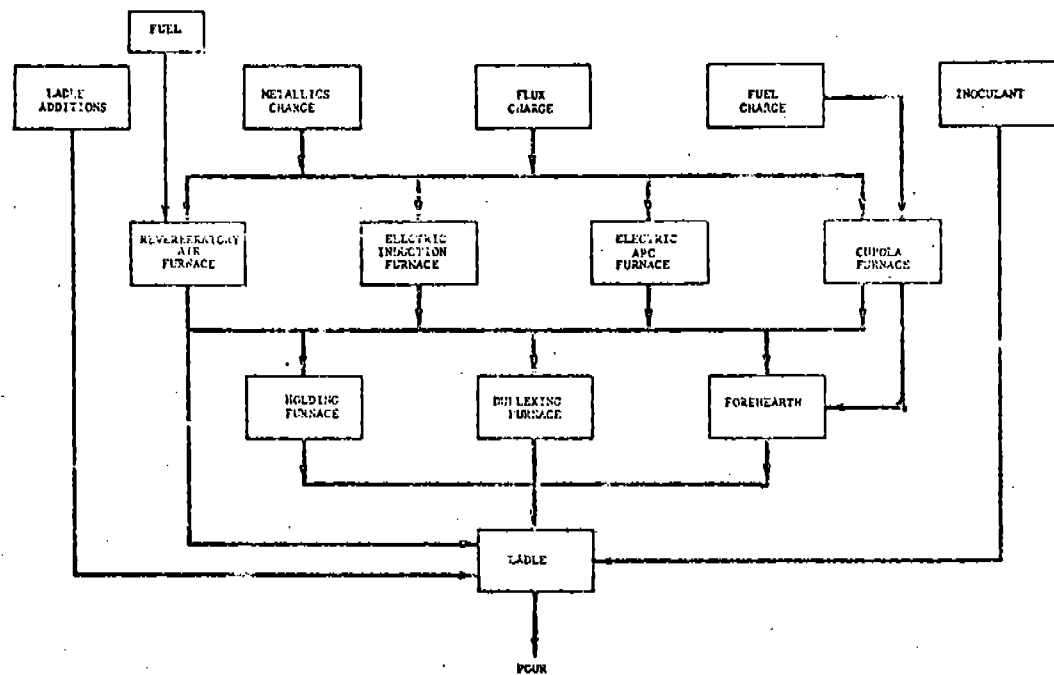 FUEL
LADLE
ADDITIONS
METALLICS
CHARGE
FLUX
CHARGE
FUEL
CHARGE
INOCULANT
REVERBERATORY
AIR
FURNACE
ELECTRIC
INDUCTION
FURNACE
ELECTRIC
ARC
FURNACE
CUPOLA
FURNACE
HOLDING
FURNACE
DUPLEXING
FURNACE
FOREHEARTH
LADLE
POUR